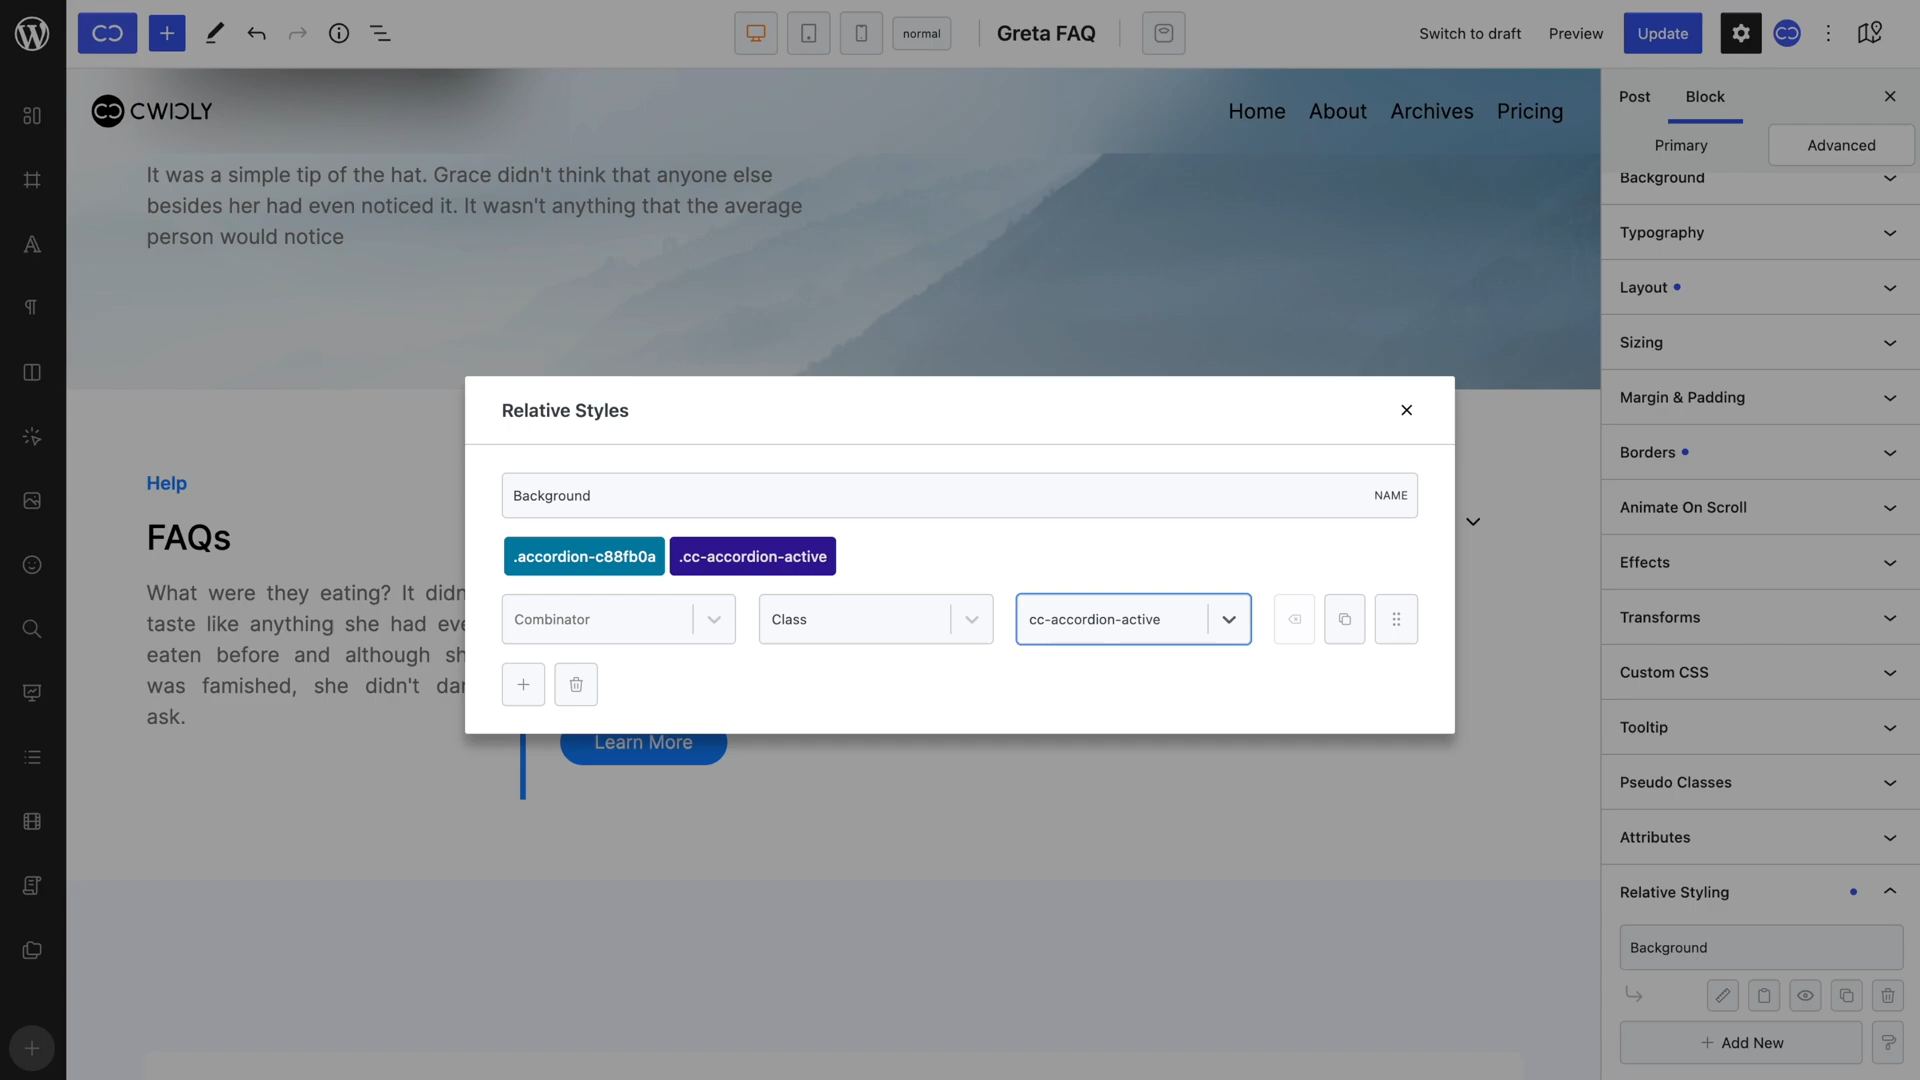 normal
Greta FAQ
Switch to draft
Preview
Update
CWICLY
Home
About
Archives
Pricing
It was a simple tip of the hat. Grace didn't think that anyone else
besides her had even noticed it. It wasn't anything that the average
person would notice
Help
FAQs
What were they eating? It didn
taste like anything she had eve
eaten before and although sh
was famished, she didn't dar
ask.
Learn More
Relative Styles
Background
NAME
.accordion-c88fb0a
.cc-accordion-active
Combinator
Class
cc-accordion-active
Post
Block
Primary
Advanced
Background
Typography
Layout
Sizing
Margin & Padding
Borders
Animate On Scroll
Effects
Transforms
Custom CSS
Tooltip
Pseudo Classes
Attributes
Relative Styling
Background
Add New